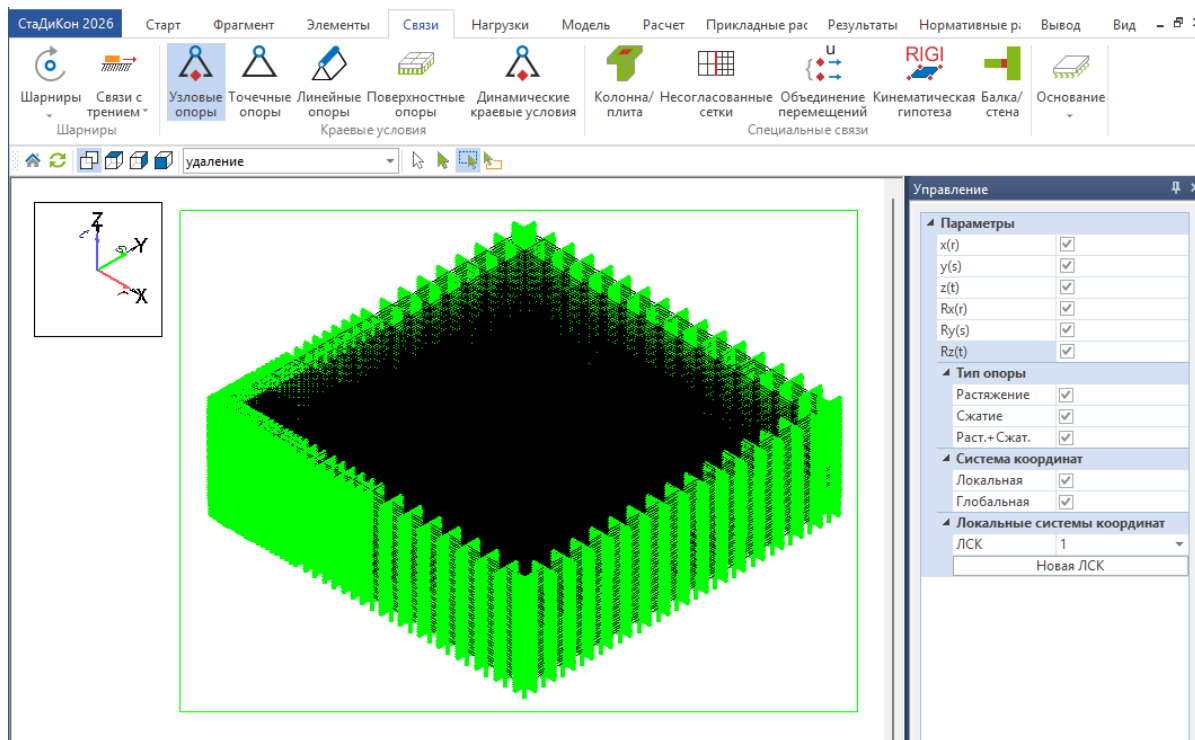 СтаДиКон 2026 Старт Фрагмент Элементы Связи Нагрузки Модель Расчет Прикладные рас Результаты Нормативные ра Вывод Вид
u
RIGI
Шарниры Связи с трением Узловые опоры Точечные опоры Линейные опоры Поверхностные опоры Динамические краевые условия Колонна/плита Несогласованные сетки Объединение перемещений Кинематическая гипотеза Балка/стена Основание
Шарниры Краевые условия Специальные связи
удаление
Управление
Z
Y
X
Параметры
x(r)
y(s)
z(t)
Rx(r)
Ry(s)
Rz(t)
Тип опоры
Растяжение
Сжатие
Раст.+Сжат.
Система координат
Локальная
Глобальная
Локальные системы координат
ЛСК 1
Новая ЛСК